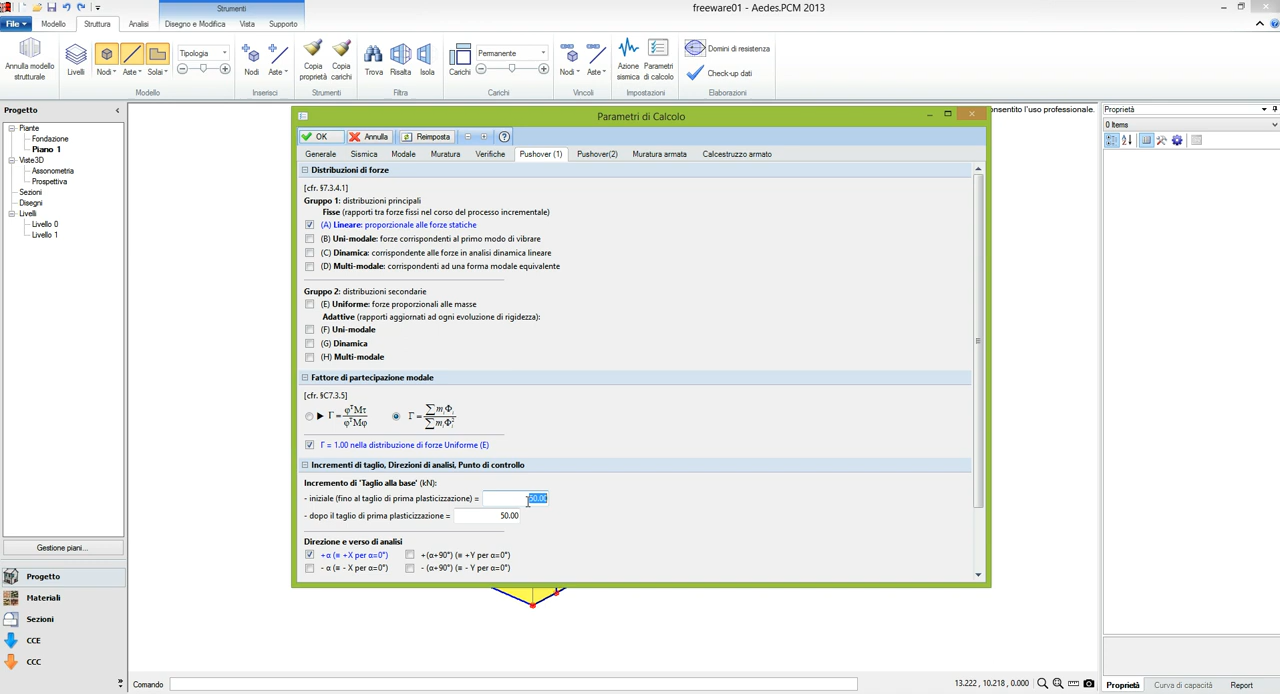 Strumenti
freeware01 - Aedes.PCM 2013
File Modello Struttura Analisi Disegno e Modifica Vista Supporto
Annulla modello strutturale
Livelli
Nodi Aste Solai
Tipologia
Modello
Nodi Aste
Inserisci
Copia proprietà
Copia carichi
Strumenti
Trova Risalta Isola
Filtra
Carichi
Permanente
Carichi
Nodi Aste
Vincoli
Azione sismica
Parametri di calcolo
Impostazioni
Domini di resistenza
Check-up dati
Elaborazioni
Progetto
Piante
Fondazione
Piano 1
Viste3D
Assonometria
Prospettiva
Sezioni
Disegni
Livelli
Livello 0
Livello 1
Gestione piani...
Progetto
Materiali
Sezioni
CCE
CCC
onsentito l'uso professionale.
Parametri di Calcolo
OK Annulla Reimposta
Generale Sismica Modale Muratura Verifiche Pushover (1) Pushover(2) Muratura armata Calcestruzzo armato
Distribuzioni di forze
[cfr. §7.3.4.1]
Gruppo 1: distribuzioni principali
Fisse (rapporti tra forze fissi nel corso del processo incrementale)
(A) Lineare: proporzionale alle forze statiche
(B) Uni-modale: forze corrispondenti al primo modo di vibrare
(C) Dinamica: corrispondente alle forze in analisi dinamica lineare
(D) Multi-modale: corrispondenti ad una forma modale equivalente
Gruppo 2: distribuzioni secondarie
(E) Uniforme: forze proporzionali alle masse
Adattive (rapporti aggiornati ad ogni evoluzione di rigidezza):
(F) Uni-modale
(G) Dinamica
(H) Multi-modale
Fattore di partecipazione modale
[cfr. §C7.3.5]
Γ = φᵀMτ / φᵀMφ Γ = ∑ mᵢΦᵢ / ∑ mᵢΦᵢ²
Γ = 1.00 nella distribuzione di forze Uniforme (E)
Incrementi di taglio, Direzioni di analisi, Punto di controllo
Incremento di 'Taglio alla base' (kN):
- iniziale (fino al taglio di prima plasticizzazione) = 50.00
- dopo il taglio di prima plasticizzazione = 50.00
Direzione e verso di analisi
+α (≡ +X per α=0°) +(α+90°) (≡ +Y per α=0°)
- α (≡ - X per α=0°) - (α+90°) (≡ - Y per α=0°)
Proprietà
0 Items
Comando
13.222 , 10.218 , 0.000
Proprietà Curva di capacità Report